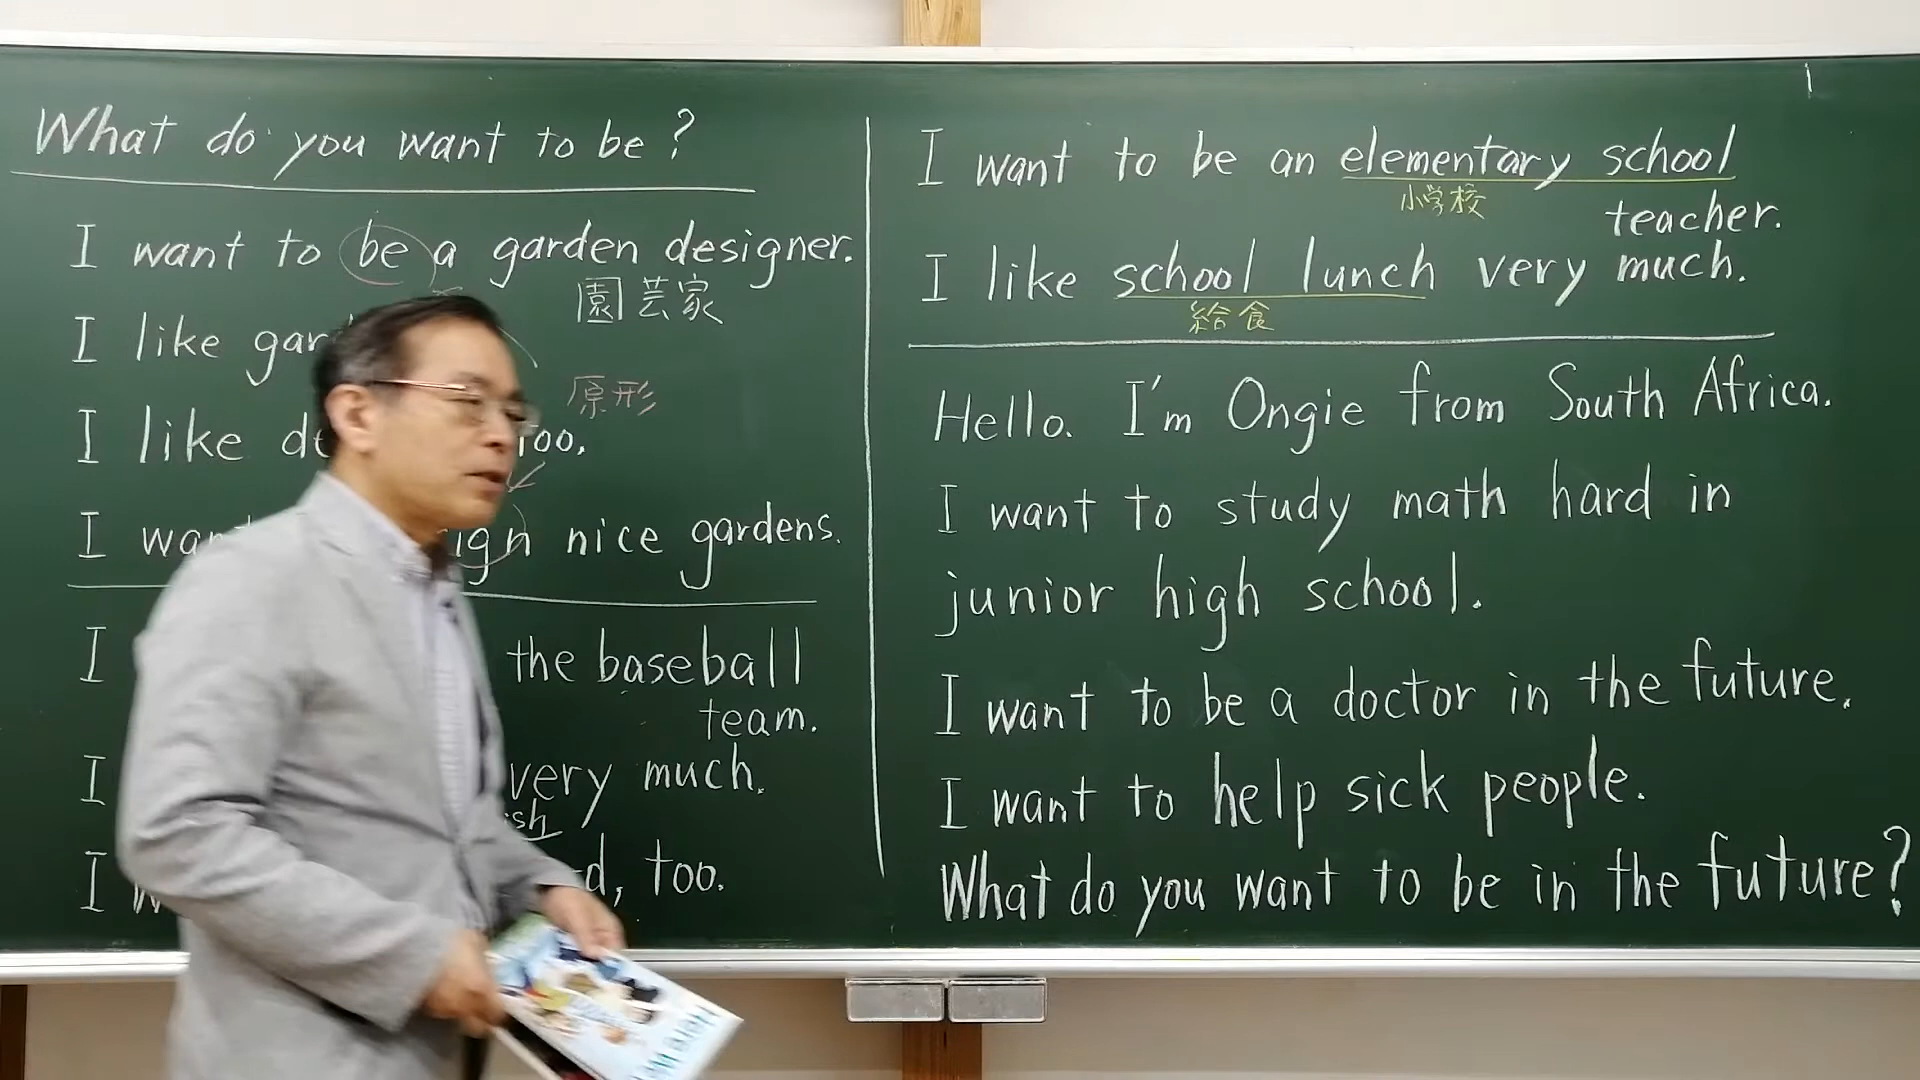 What do you want to be?
I want to be a garden designer.
園芸家
I like
原形
I like too.
I nice gardens.
I the baseball
team.
I very much.
I too.
I want to be an elementary school
小学校
teacher.
I like school lunch very much.
給食
Hello. I'm Ongie from South Africa.
I want to study math hard in
junior high school.
I want to be a doctor in the future.
I want to help sick people.
What do you want to be in the future?